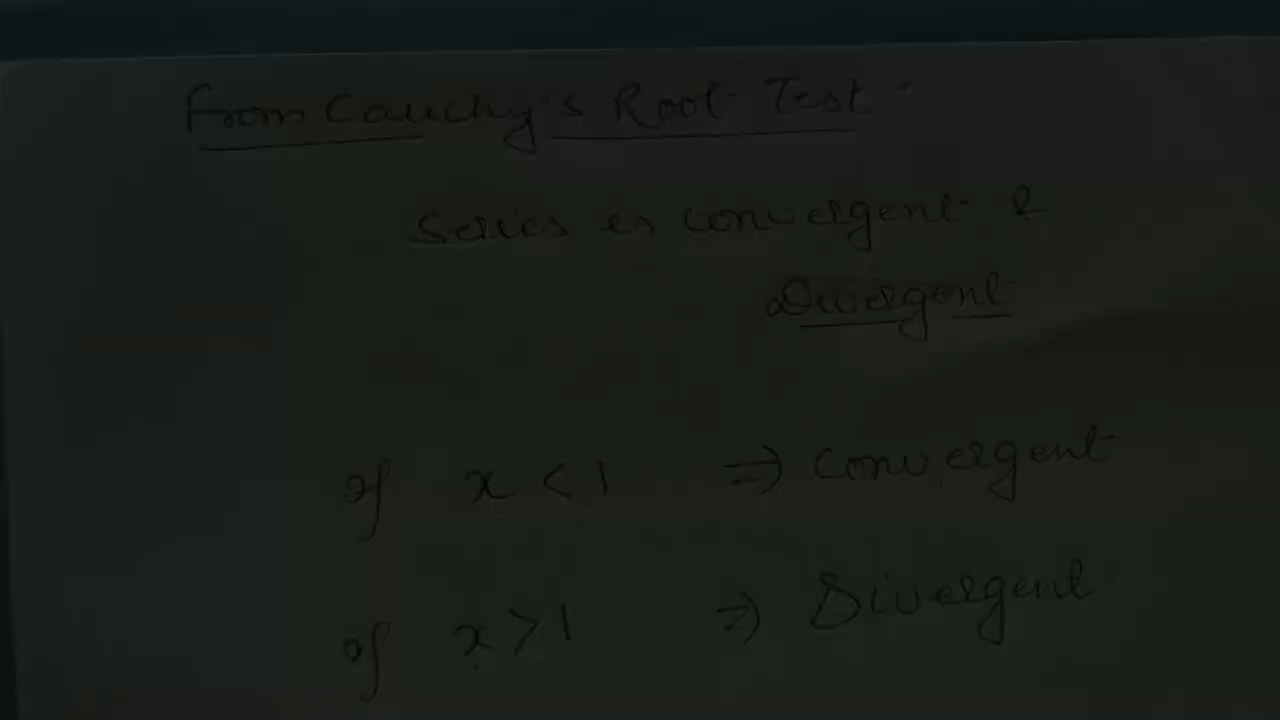 From Cauchy's Root Test
Series is convergent &
Divergent
If x < 1 => Convergent
If x > 1 => Divergent